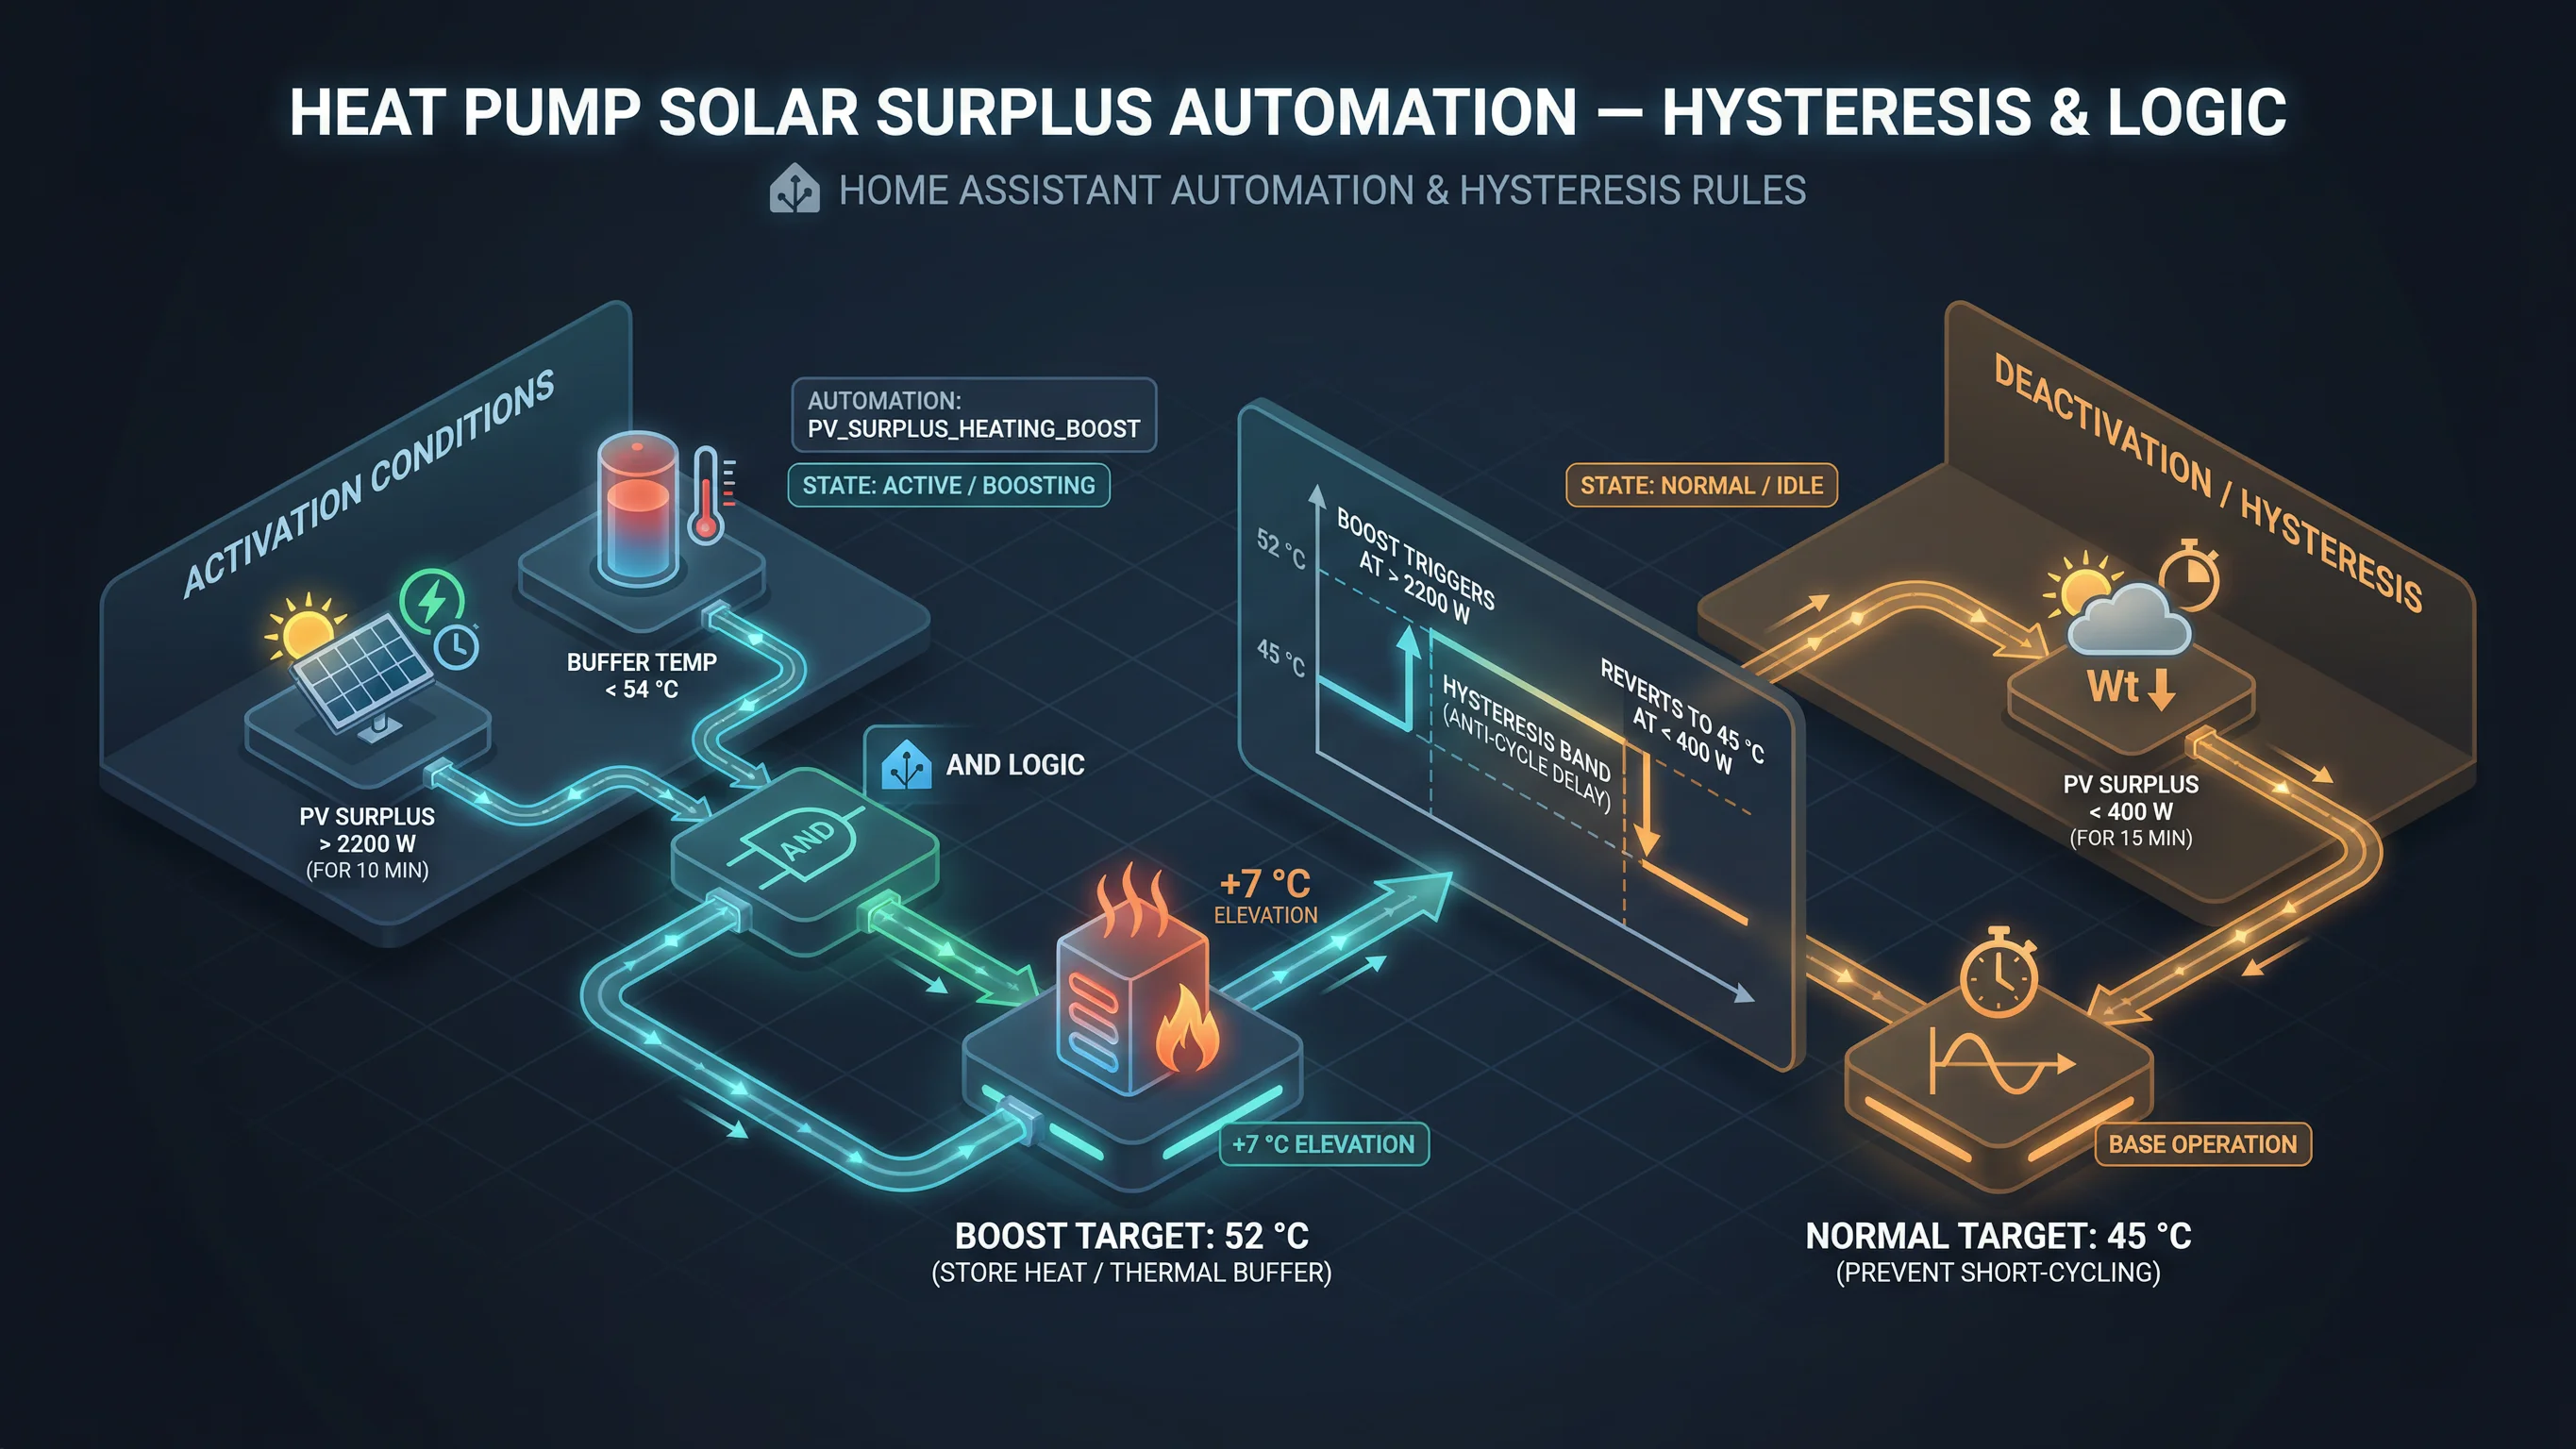 HEAT PUMP SOLAR SURPLUS AUTOMATION — HYSTERESIS & LOGIC
HOME ASSISTANT AUTOMATION & HYSTERESIS RULES
ACTIVATION CONDITIONS
BUFFER TEMP
< 54 °C
PV SURPLUS
> 2200 W
(FOR 10 MIN)
AUTOMATION:
PV_SURPLUS_HEATING_BOOST
STATE: ACTIVE / BOOSTING
AND LOGIC
AND
+7 °C
ELEVATION
+7 °C ELEVATION
BOOST TARGET: 52 °C
(STORE HEAT / THERMAL BUFFER)
52 °C
45 °C
BOOST TRIGGERS
AT > 2200 W
HYSTERESIS BAND
(ANTI-CYCLE DELAY)
REVERTS TO 45 °C
AT < 400 W
STATE: NORMAL / IDLE
DEACTIVATION / HYSTERESIS
Wt
PV SURPLUS
< 400 W
(FOR 15 MIN)
BASE OPERATION
NORMAL TARGET: 45 °C
(PREVENT SHORT-CYCLING)